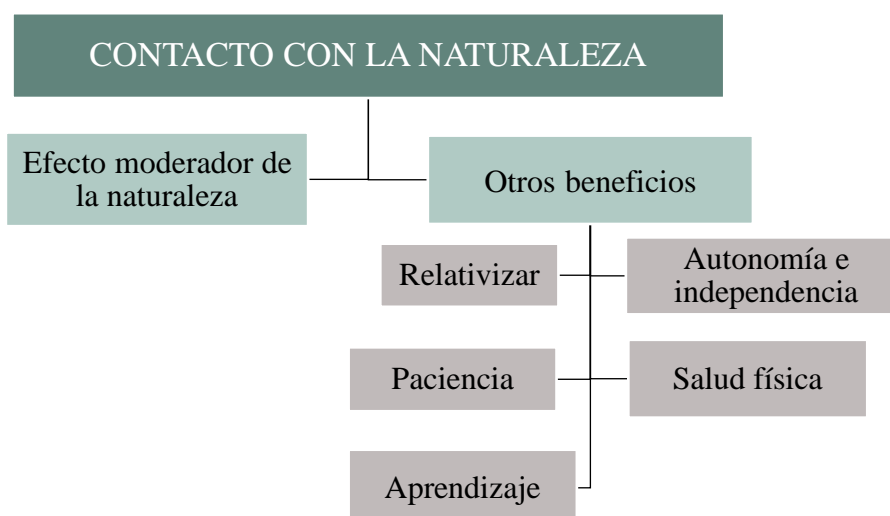 CONTACTO CON LA NATURALEZA
Efecto moderador de
la naturaleza
Otros beneficios
Relativizar
Autonomía e
independencia
Paciencia
Salud física
Aprendizaje